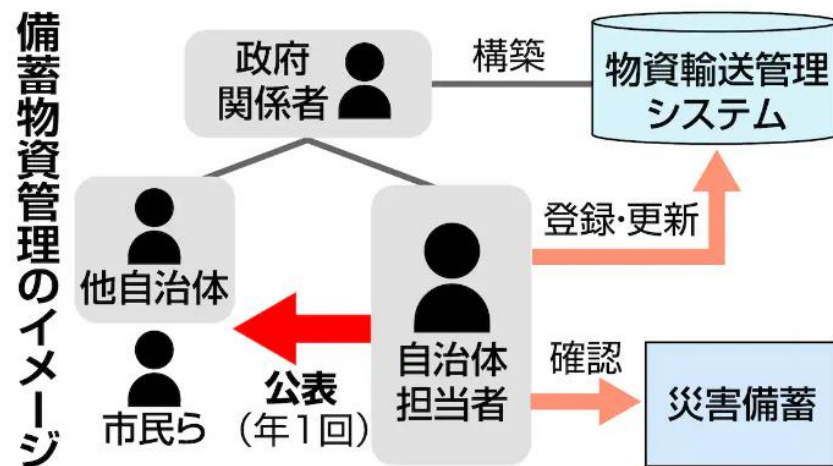 備蓄物資管理のイメージ
政府
関係者
構築
物資輸送管理
システム
他自治体
登録・更新
市民ら
公表
（年1回）
自治体
担当者
確認
災害備蓄